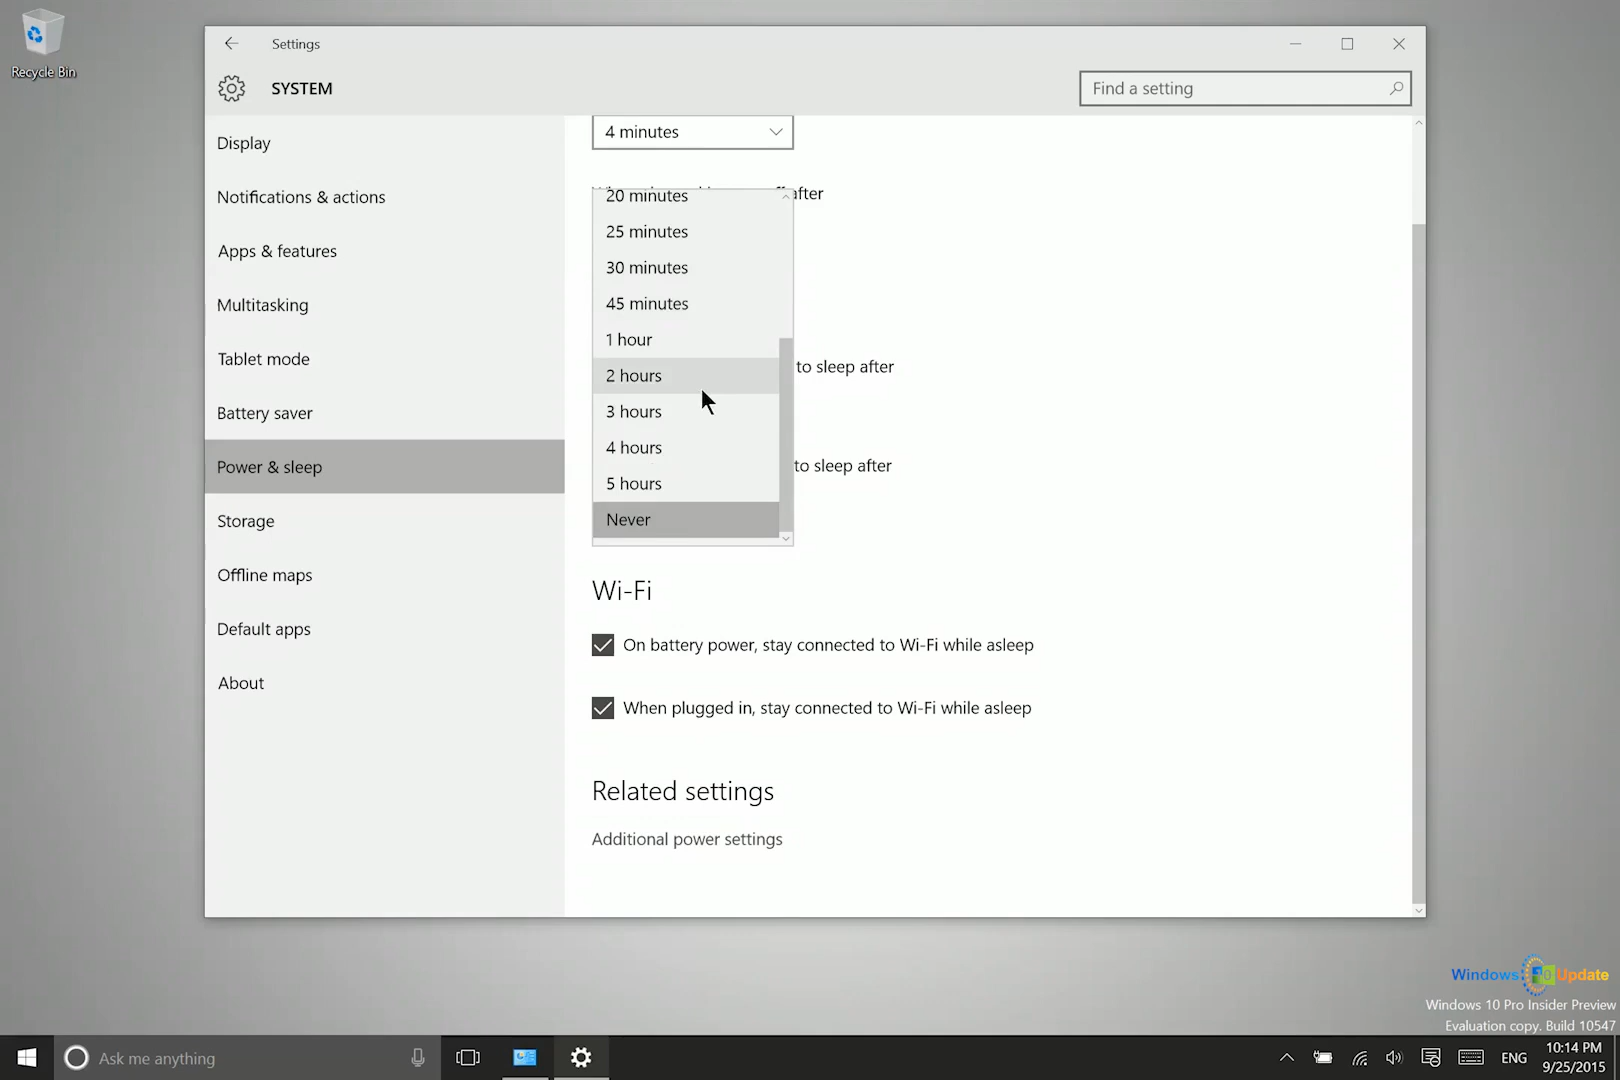 Recycle Bin
Settings
SYSTEM
Find a setting
Display
Notifications & actions
Apps & features
Multitasking
Tablet mode
Battery saver
Power & sleep
Storage
Offline maps
Default apps
About
4 minutes
after
20 minutes
25 minutes
30 minutes
45 minutes
1 hour
2 hours
to sleep after
3 hours
4 hours
to sleep after
5 hours
Never
Wi-Fi
On battery power, stay connected to Wi-Fi while asleep
When plugged in, stay connected to Wi-Fi while asleep
Related settings
Additional power settings
Windows 10 Update
Windows 10 Pro Insider Preview
Evaluation copy. Build 10547
Ask me anything
ENG
10:14 PM
9/25/2015